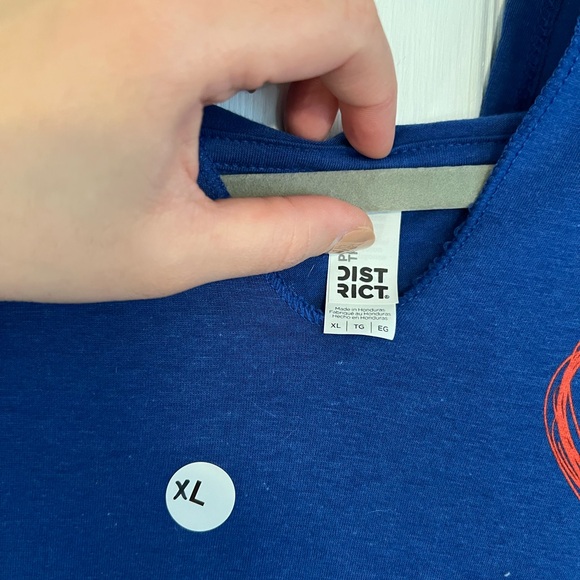 DIST
RICT®
Made in Honduras
Fabriqué au Honduras
Hecho en Honduras
XL | TG | EG
XL